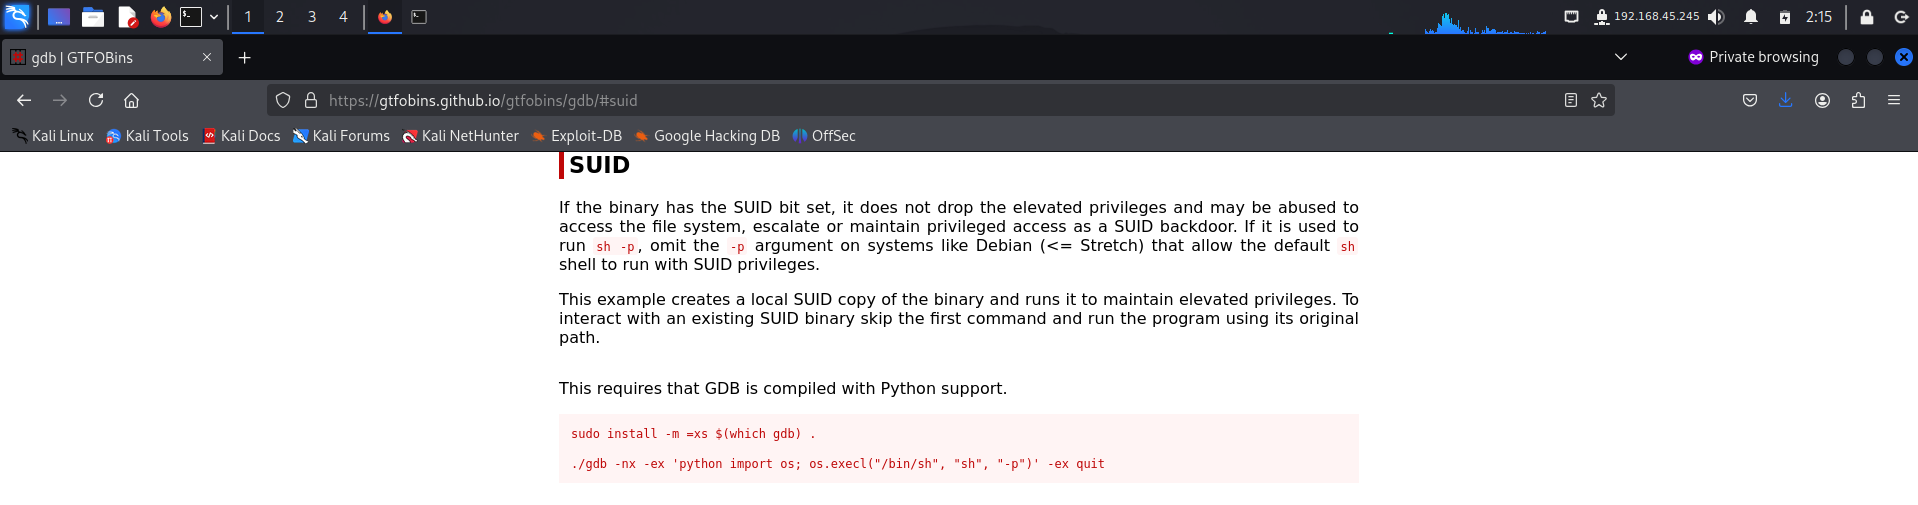 1 2 3 4 192.168.45.245 2:15
gdb | GTFOBins Private browsing
https://gtfobins.github.io/gtfobins/gdb/#suid
Kali Linux Kali Tools Kali Docs Kali Forums Kali NetHunter Exploit-DB Google Hacking DB OffSec
SUID
If the binary has the SUID bit set, it does not drop the elevated privileges and may be abused to
access the file system, escalate or maintain privileged access as a SUID backdoor. If it is used to
run sh -p, omit the -p argument on systems like Debian (<= Stretch) that allow the default sh
shell to run with SUID privileges.
This example creates a local SUID copy of the binary and runs it to maintain elevated privileges. To
interact with an existing SUID binary skip the first command and run the program using its original
path.
This requires that GDB is compiled with Python support.
sudo install -m =xs $(which gdb) .
./gdb -nx -ex 'python import os; os.execl("/bin/sh", "sh", "-p")' -ex quit